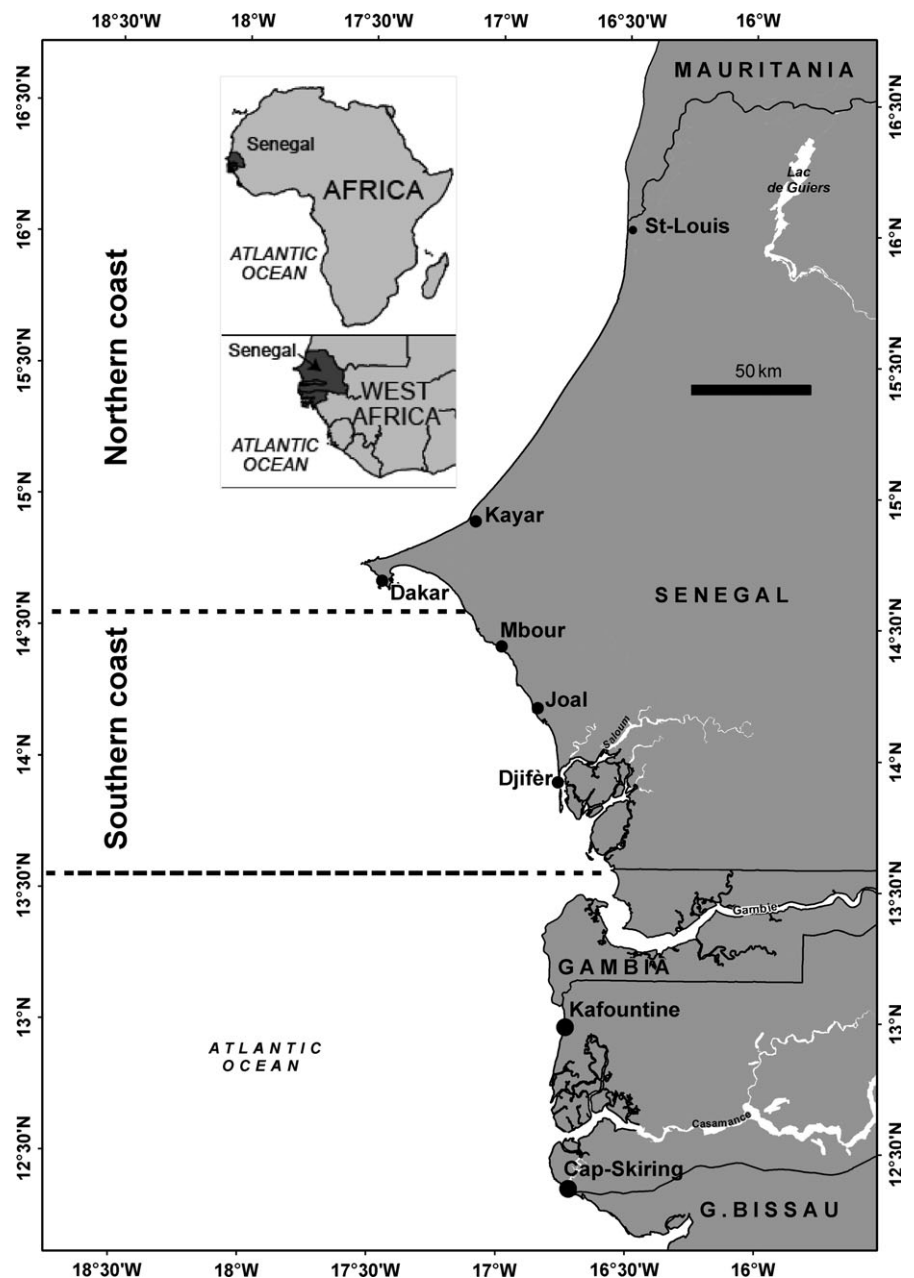 18°30'W 18°W 17°30'W 17°W 16°30'W 16°W
MAURITANIA
16°30'N
16°30'N
Senegal
AFRICA
ATLANTIC
OCEAN
Lac
de Guiers
16°N
16°N
St-Louis
Northern coast
15°30'N
15°30'N
Senegal
WEST
AFRICA
ATLANTIC
OCEAN
50 km
15°N
15°N
Kayar
Dakar
SENEGAL
14°30'N
14°30'N
Mbour
Southern coast
Joal
Saloum
14°N
14°N
Djifèr
13°30'N
13°30'N
Gambie
GAMBIA
13°N
13°N
Kafountine
ATLANTIC
OCEAN
Casamance
12°30'N
12°30'N
Cap-Skiring
G.BISSAU
18°30'W 18°W 17°30'W 17°W 16°30'W 16°W